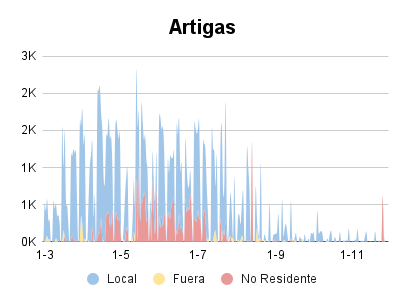 Artigas
3K
2K
2K
1K
1K
0K
1-3 1-5 1-7 1-9 1-11
Local Fuera No Residente